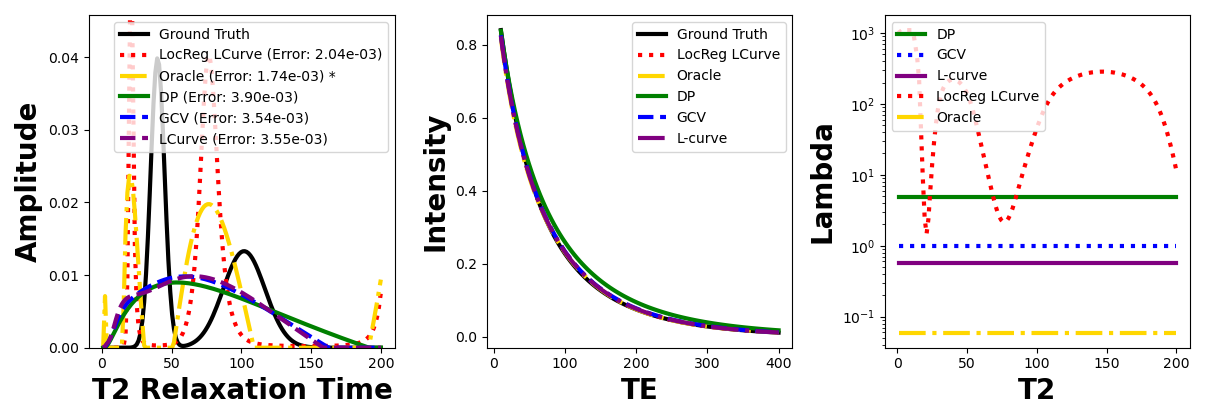 Amplitude
0.00
0.01
0.02
0.03
0.04
Ground Truth
LocReg LCurve (Error: 2.04e-03)
Oracle (Error: 1.74e-03) *
DP (Error: 3.90e-03)
GCV (Error: 3.54e-03)
LCurve (Error: 3.55e-03)
0 50 100 150 200
T2 Relaxation Time
Intensity
0.0
0.2
0.4
0.6
0.8
Ground Truth
LocReg LCurve
Oracle
DP
GCV
L-curve
0 100 200 300 400
TE
Lambda
10⁻¹
10⁰
10¹
10²
10³
DP
GCV
L-curve
LocReg LCurve
Oracle
0 50 100 150 200
T2